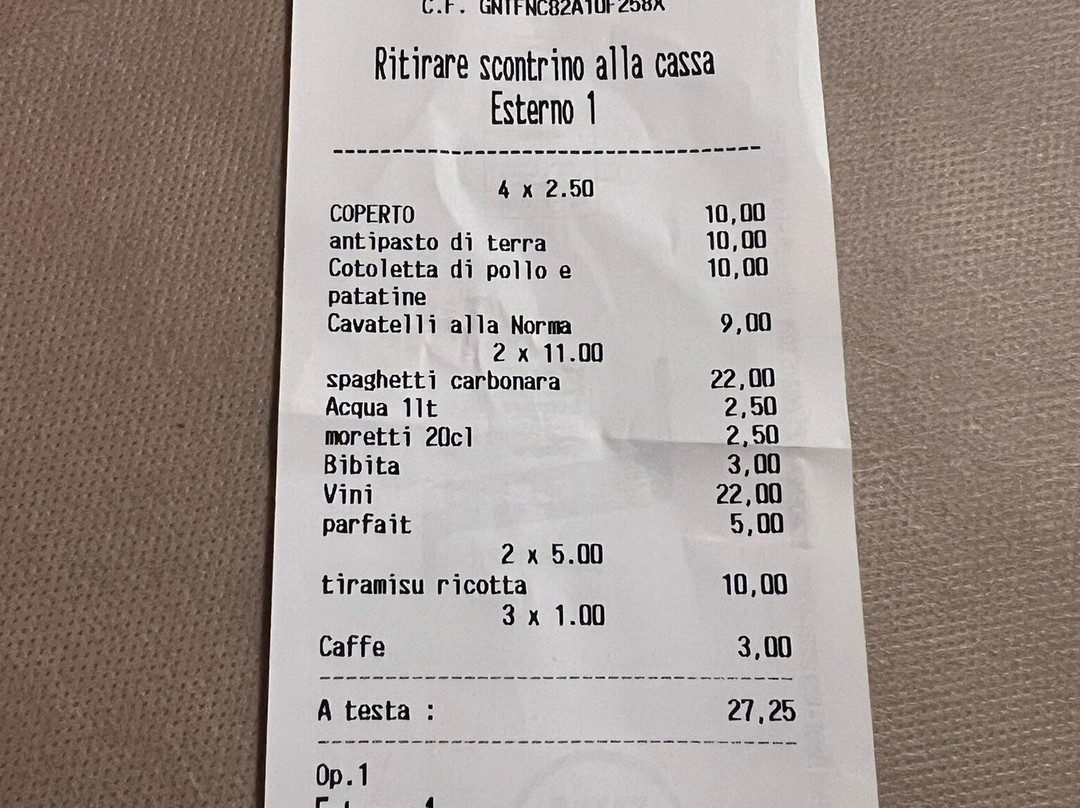 C.F. GNTFNC82A10F258X
Ritirare scontrino alla cassa
Esterno 1
4 x 2.50
COPERTO 10,00
antipasto di terra 10,00
Cotoletta di pollo e 10,00
patatine
Cavatelli alla Norma 9,00
2 x 11.00
spaghetti carbonara 22,00
Acqua 1lt 2,50
moretti 20cl 2,50
Bibita 3,00
Vini 22,00
parfait 5,00
2 x 5.00
tiramisu ricotta 10,00
3 x 1.00
Caffe 3,00
A testa : 27,25
Op.1